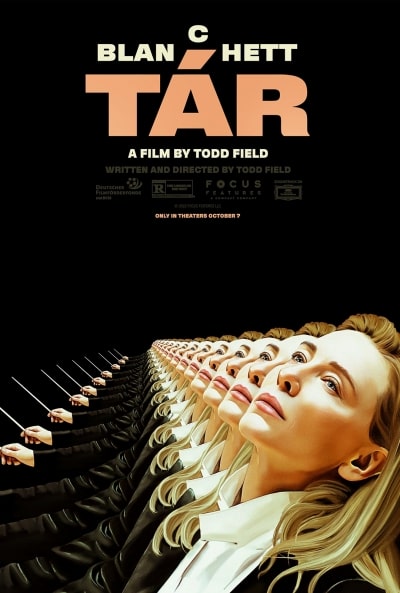 C
BLAN HETT
TÁR
A FILM BY TODD FIELD
WRITTEN AND DIRECTED BY TODD FIELD
R
FOCUS
FEATURES
ONLY IN THEATERS OCTOBER 7